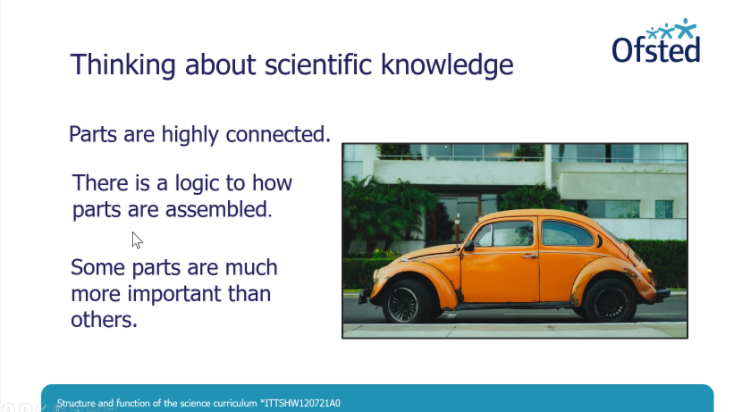 Ofsted
Thinking about scientific knowledge
Parts are highly connected.
There is a logic to how
parts are assembled.
Some parts are much
more important than
others.
Structure and function of the science curriculum *ITTSHW120721A0